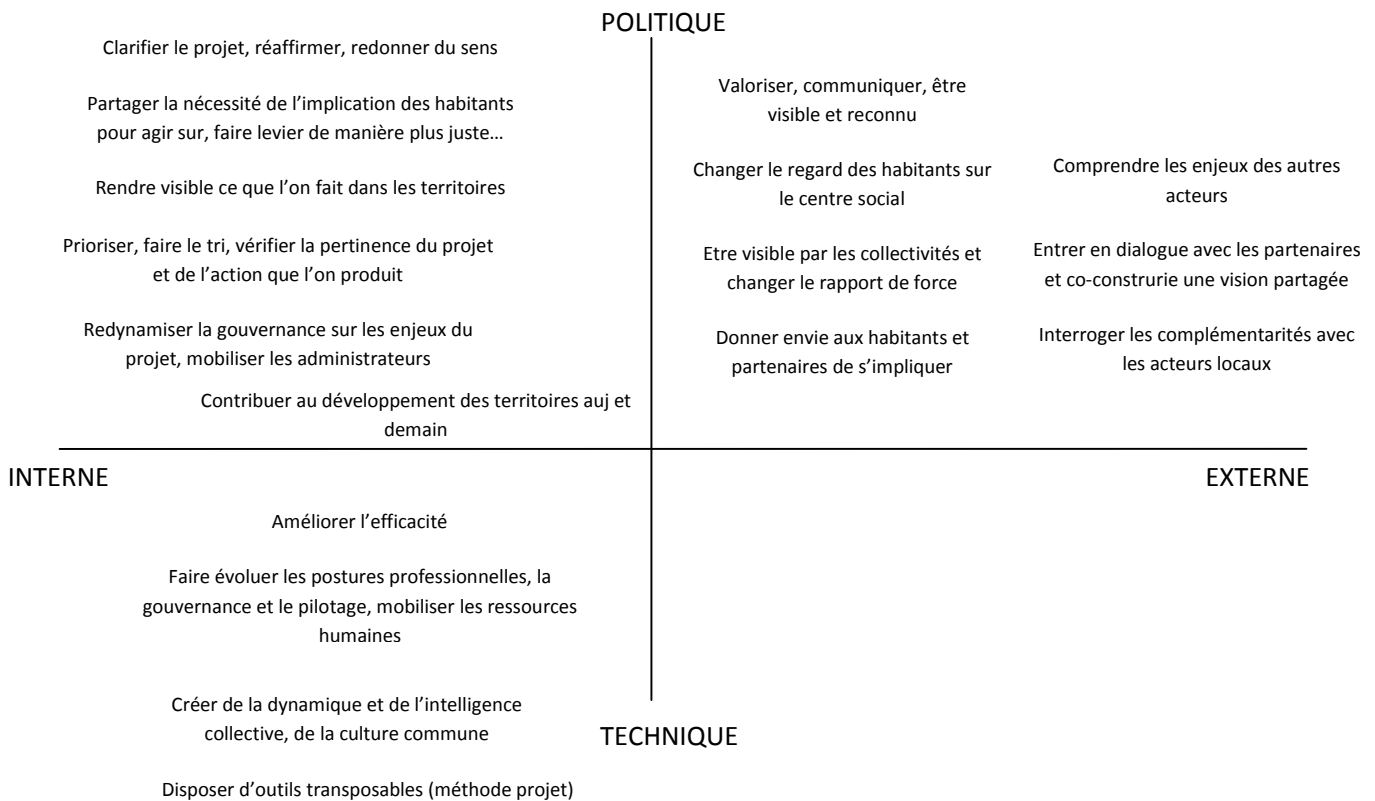 POLITIQUE
Clarifier le projet, réaffirmer, redonner du sens
Partager la nécessité de l’implication des habitants
pour agir sur, faire levier de manière plus juste…
Rendre visible ce que l’on fait dans les territoires
Prioriser, faire le tri, vérifier la pertinence du projet
et de l’action que l’on produit
Redynamiser la gouvernance sur les enjeux du
projet, mobiliser les administrateurs
Contribuer au développement des territoires auj et
demain
Valoriser, communiquer, être
visible et reconnu
Changer le regard des habitants sur
le centre social
Etre visible par les collectivités et
changer le rapport de force
Donner envie aux habitants et
partenaires de s’impliquer
Comprendre les enjeux des autres
acteurs
Entrer en dialogue avec les partenaires
et co-construrie une vision partagée
Interroger les complémentarités avec
les acteurs locaux
INTERNE
EXTERNE
Améliorer l’efficacité
Faire évoluer les postures professionnelles, la
gouvernance et le pilotage, mobiliser les ressources
humaines
Créer de la dynamique et de l’intelligence
collective, de la culture commune
TECHNIQUE
Disposer d’outils transposables (méthode projet)